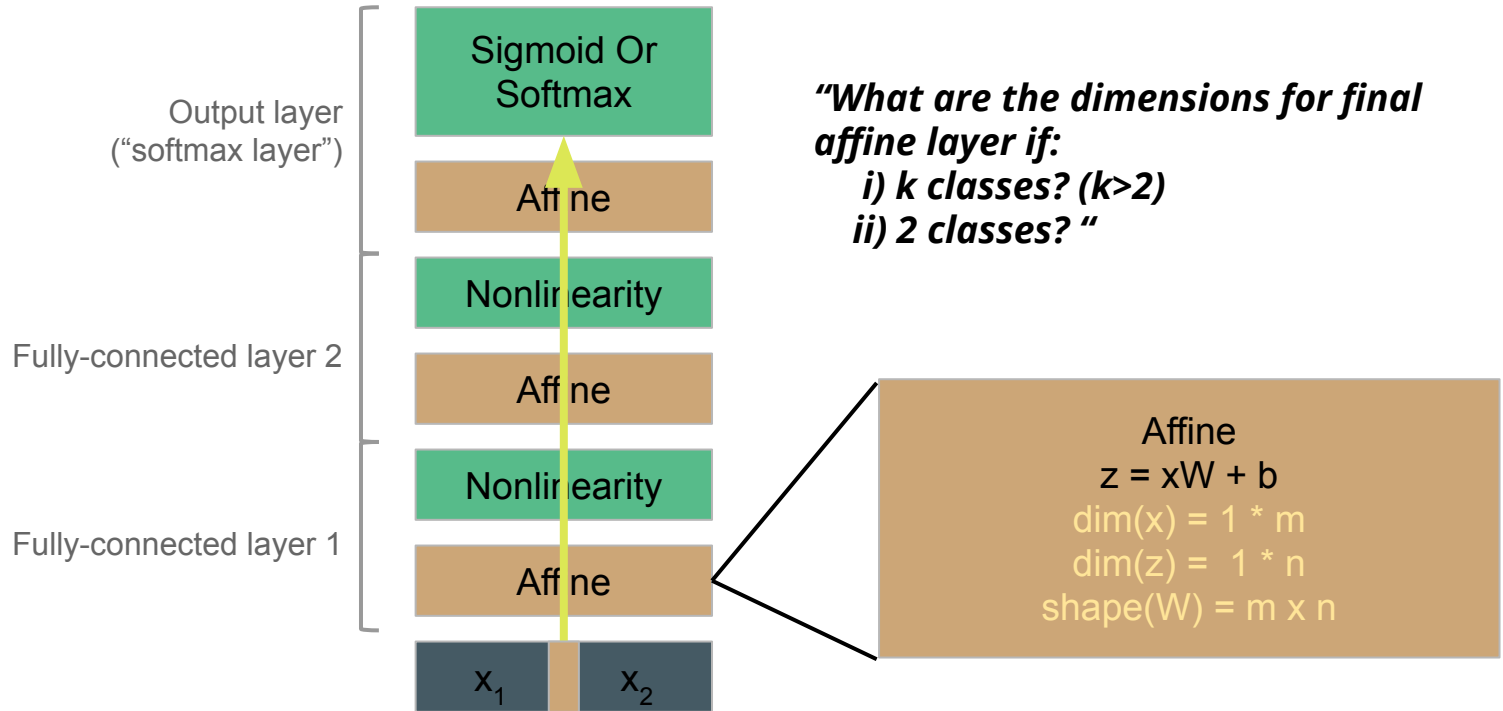 Sigmoid Or
Softmax
Output layer
(“softmax layer”)
Affine
Nonlinearity
Fully-connected layer 2
Affine
Nonlinearity
Fully-connected layer 1
Affine
x₁
x₂
“What are the dimensions for final
affine layer if:
i) k classes? (k>2)
ii) 2 classes? “
Affine
z = xW + b
dim(x) = 1 * m
dim(z) = 1 * n
shape(W) = m x n